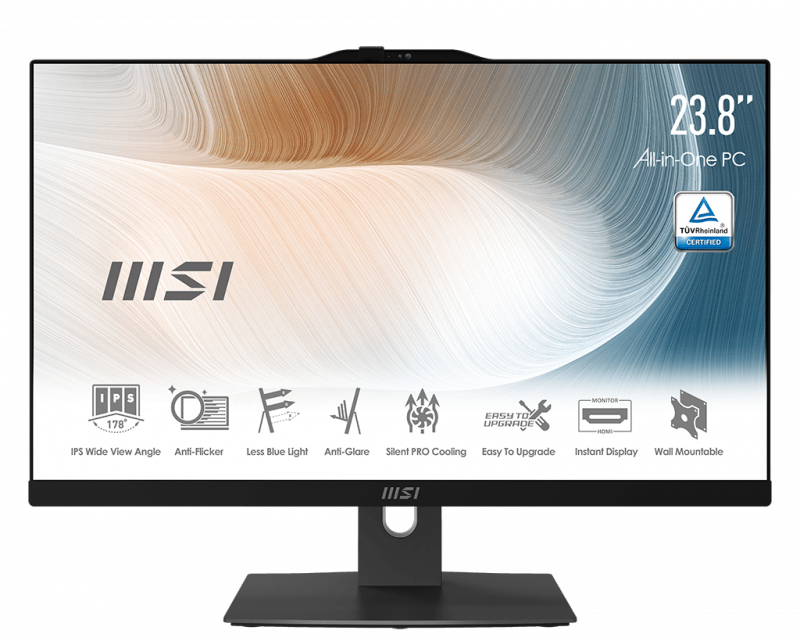 23.8”
All-in-One PC
TÜVRheinland®
CERTIFIED
msi
IPS
178°
EASY TO
UPGRADE
MONITOR
HDMI
IPS Wide View Angle
Anti-Flicker
Less Blue Light
Anti-Glare
Silent PRO Cooling
Easy To Upgrade
Instant Display
Wall Mountable
msi